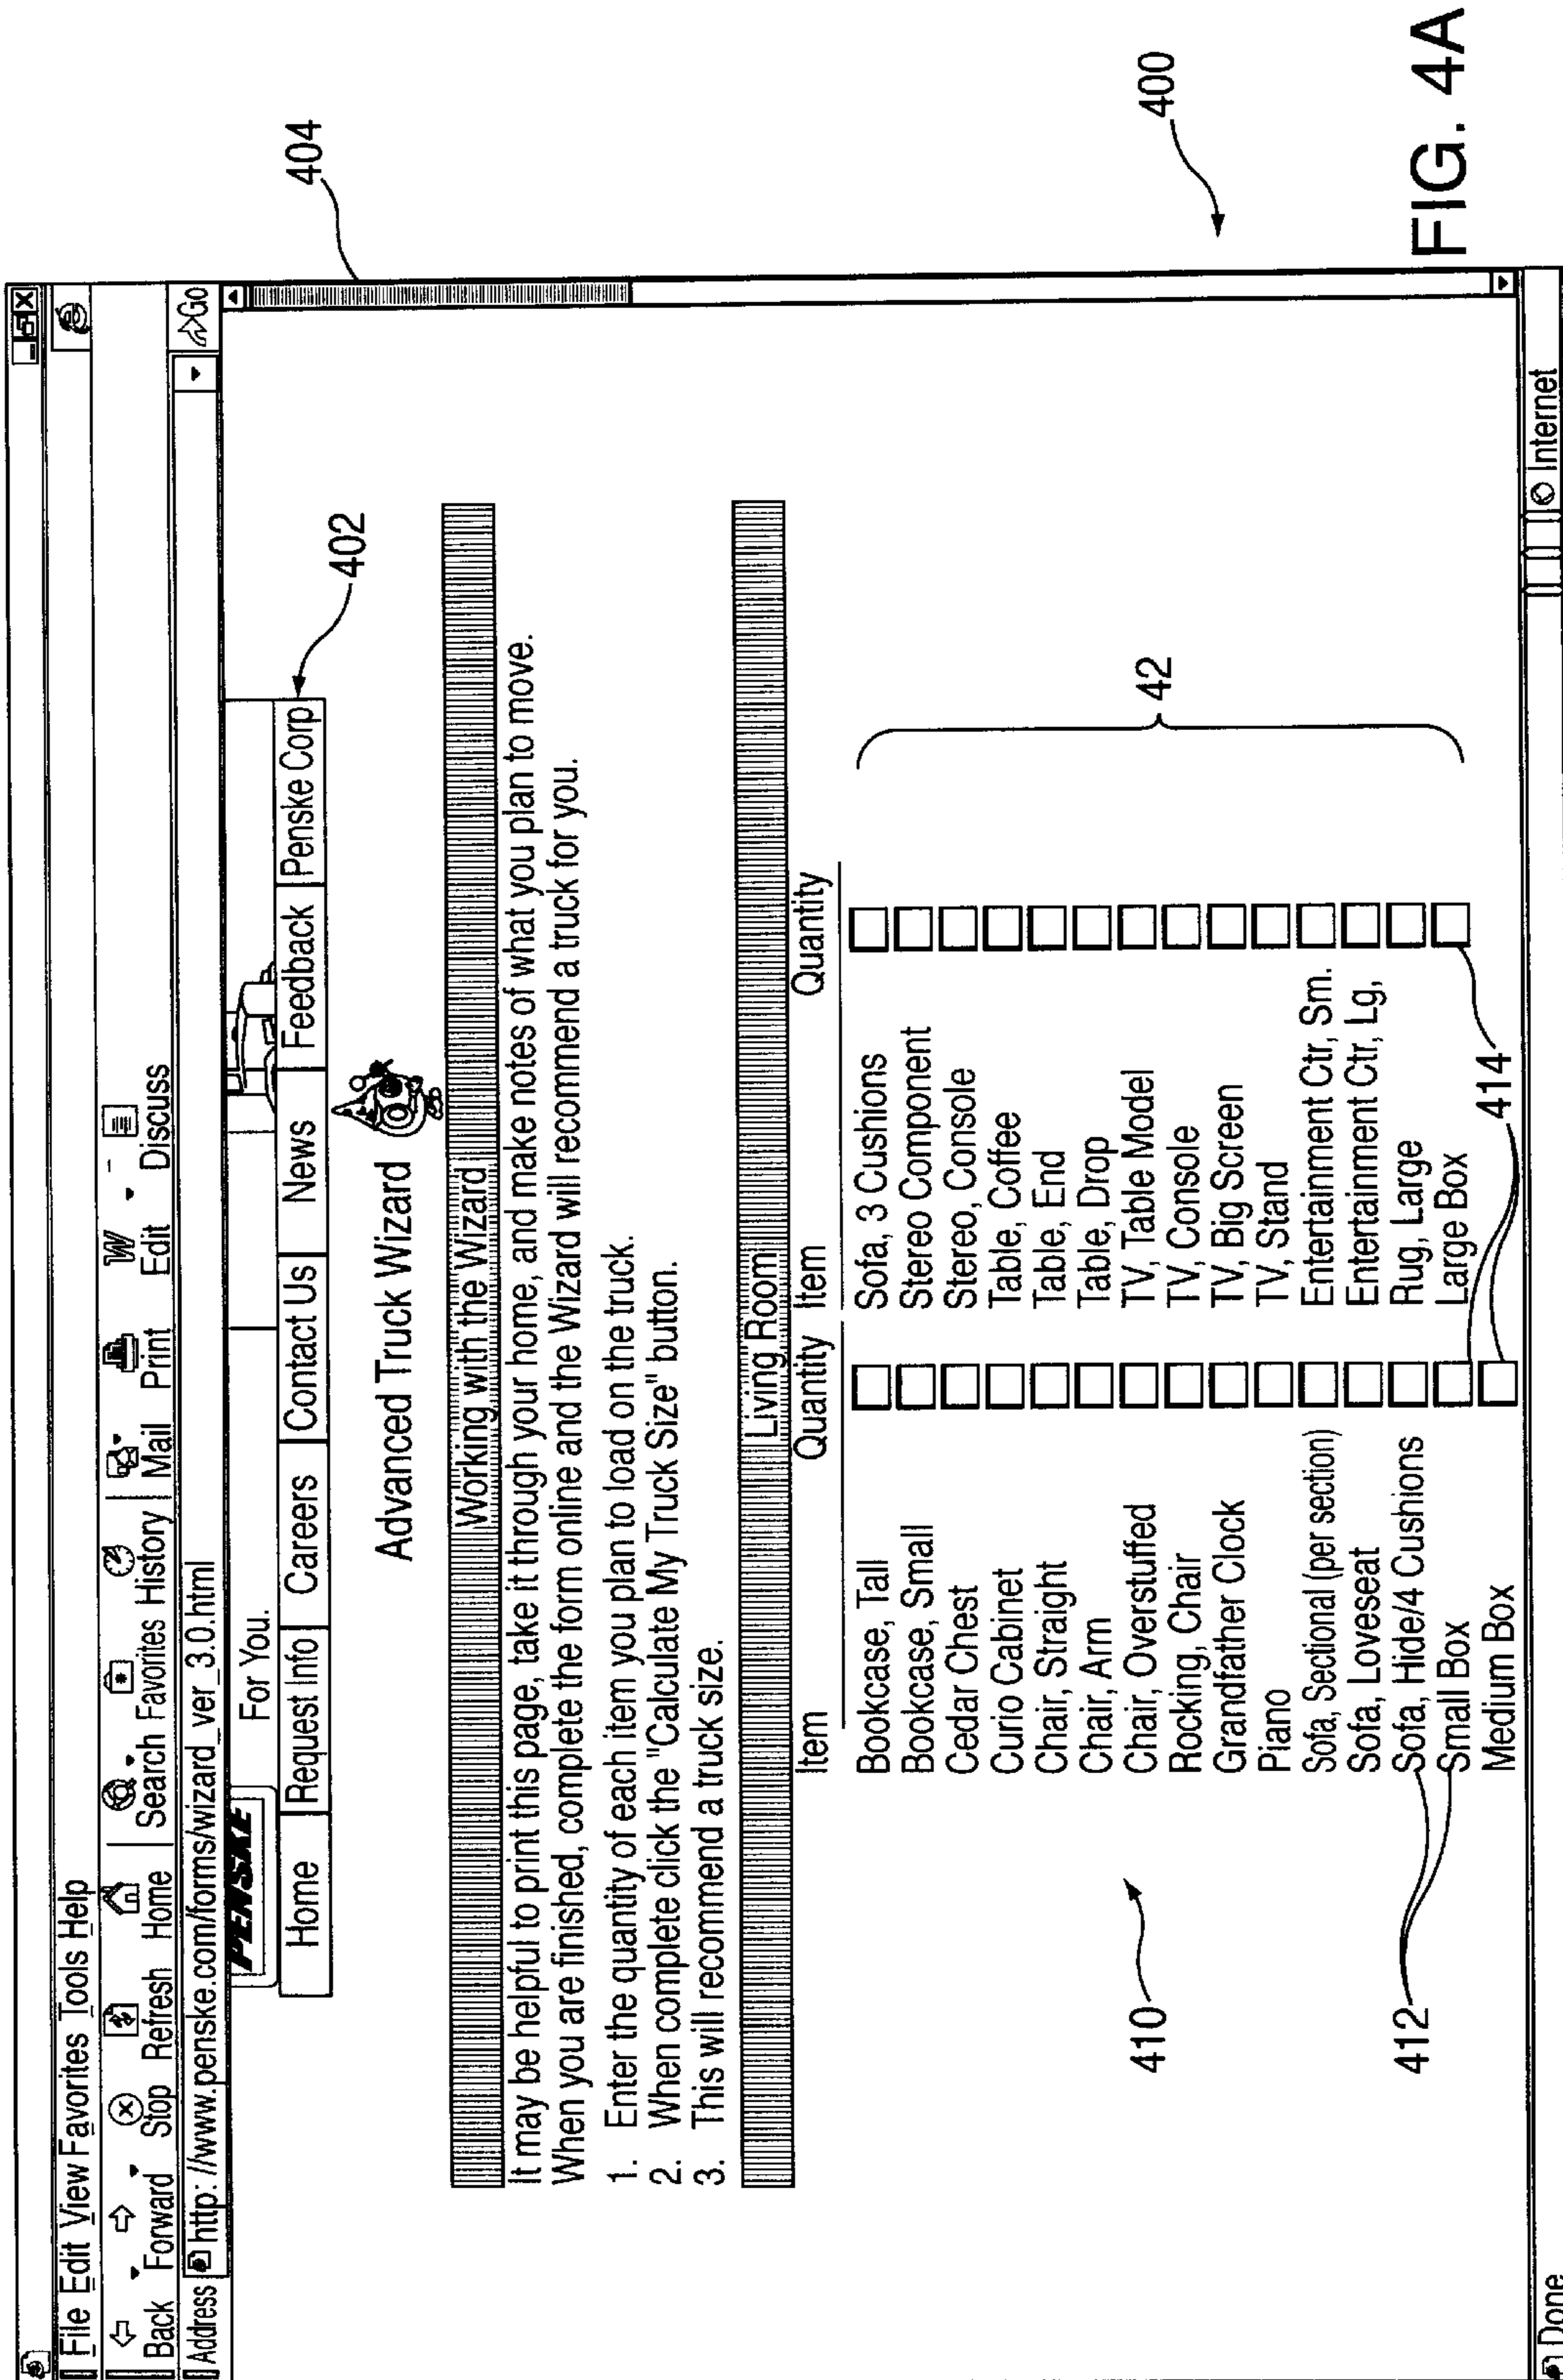 File Edit View Favorites Tools Help
Back Forward Stop Refresh Home Search Favorites History Mail Print Edit Discuss
Address http: //www.penske.com/forms/wizard_ver_3.0.html Go
PENSKE For You.
Home Request Info Careers Contact Us News Feedback Penske Corp
402
404
Advanced Truck Wizard
Working with the Wizard
It may be helpful to print this page, take it through your home, and make notes of what you plan to move.
When you are finished, complete the form online and the Wizard will recommend a truck for you.
1. Enter the quantity of each item you plan to load on the truck.
2. When complete click the "Calculate My Truck Size" button.
3. This will recommend a truck size.
Living Room
Item Quantity Item Quantity
Bookcase, Tall Sofa, 3 Cushions
Bookcase, Small Stereo Component
Cedar Chest Stereo, Console
Curio Cabinet Table, Coffee
Chair, Straight Table, End
Chair, Arm Table, Drop
Chair, Overstuffed TV, Table Model
Rocking, Chair TV, Console
Grandfather Clock TV, Big Screen
Piano TV, Stand
Sofa, Sectional (per section) Entertainment Ctr, Sm.
Sofa, Loveseat Entertainment Ctr, Lg,
Sofa, Hide/4 Cushions Rug, Large
Small Box Large Box
Medium Box
410
412
414
42
400
Done Internet
FIG. 4A